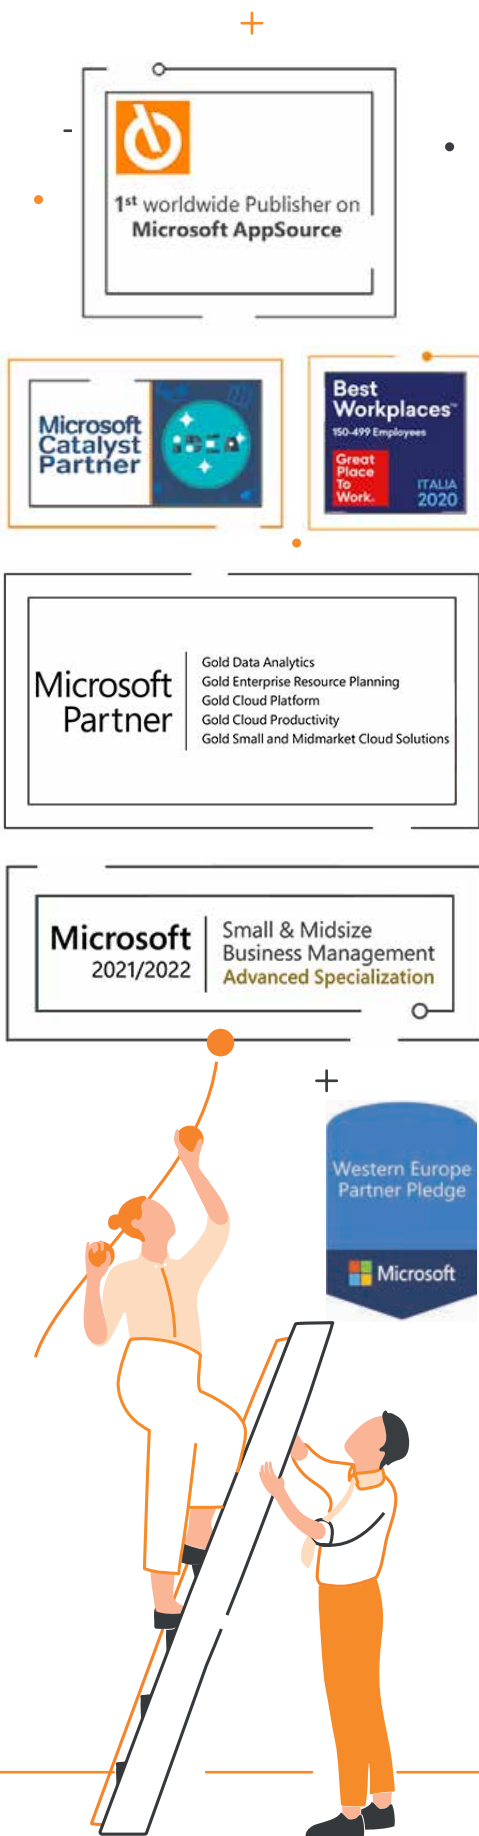 1st worldwide Publisher on
Microsoft AppSource
Microsoft
Catalyst
Partner
IDEA
Best
Workplaces™
150-499 Employees
Great
Place
To
Work.
ITALIA
2020
Microsoft
Partner
Gold Data Analytics
Gold Enterprise Resource Planning
Gold Cloud Platform
Gold Cloud Productivity
Gold Small and Midmarket Cloud Solutions
Microsoft
2021/2022
Small & Midsize
Business Management
Advanced Specialization
Western Europe
Partner Pledge
Microsoft